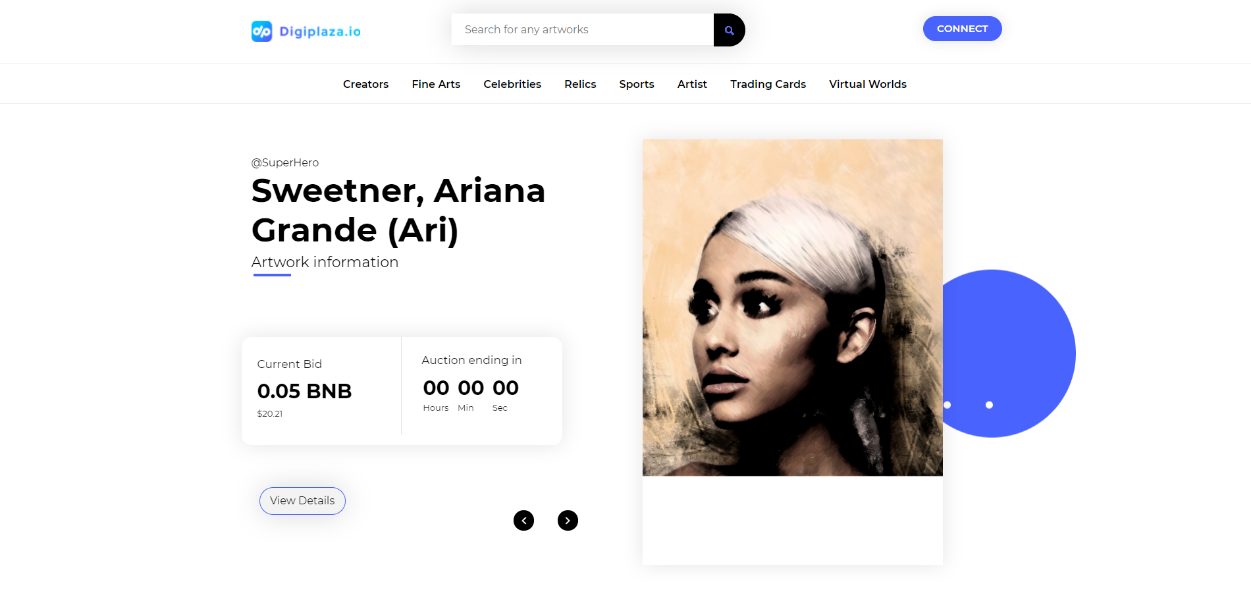 Digiplaza.io
Search for any artworks
CONNECT
Creators
Fine Arts
Celebrities
Relics
Sports
Artist
Trading Cards
Virtual Worlds
@SuperHero
Sweetner, Ariana
Grande (Ari)
Artwork information
Current Bid
0.05 BNB
$20.21
Auction ending in
00 00 00
Hours Min Sec
View Details